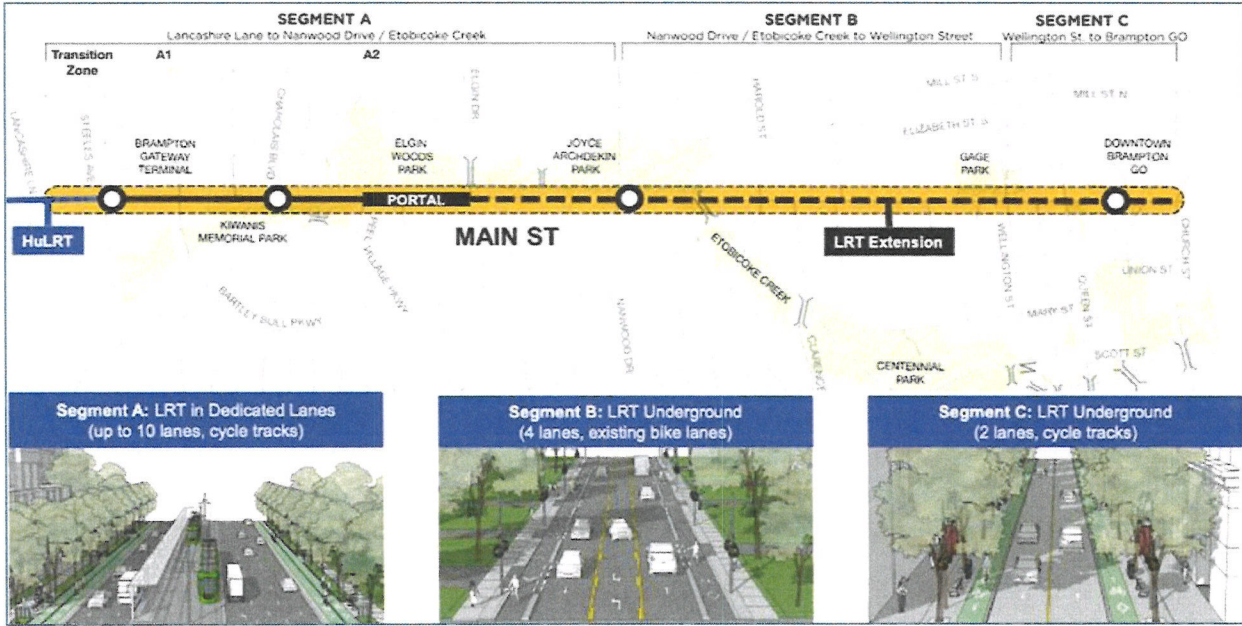 SEGMENT A
Lancashire Lane to Nanwood Drive / Etobicoke Creek
SEGMENT B
Nanwood Drive / Etobicoke Creek to Wellington Street
SEGMENT C
Wellington St. to Brampton GO
Transition
Zone
A1
A2
LANCASHIRE LN
STEELES AVE
BRAMPTON
GATEWAY
TERMINAL
CHAROLAIS BLVD
ELGIN
WOODS
PARK
ELGIN DR
JOYCE
ARCHDEKIN
PARK
HAROLD ST
MILL ST S
ELIZABETH ST S
GAGE
PARK
MILL ST N
DOWNTOWN
BRAMPTON
GO
PORTAL
HuLRT
KIWANIS
MEMORIAL PARK
PEEL VILLAGE PKWY
MAIN ST
BARTLEY BULL PKWY
NANWOOD DR
ETOBICOKE CREEK
CLARENCE
LRT Extension
CENTENNIAL
PARK
WELLINGTON ST
MARY ST
QUEEN ST
SCOTT ST
UNION ST
CHURCH ST
Segment A: LRT in Dedicated Lanes
(up to 10 lanes, cycle tracks)
Segment B: LRT Underground
(4 lanes, existing bike lanes)
Segment C: LRT Underground
(2 lanes, cycle tracks)